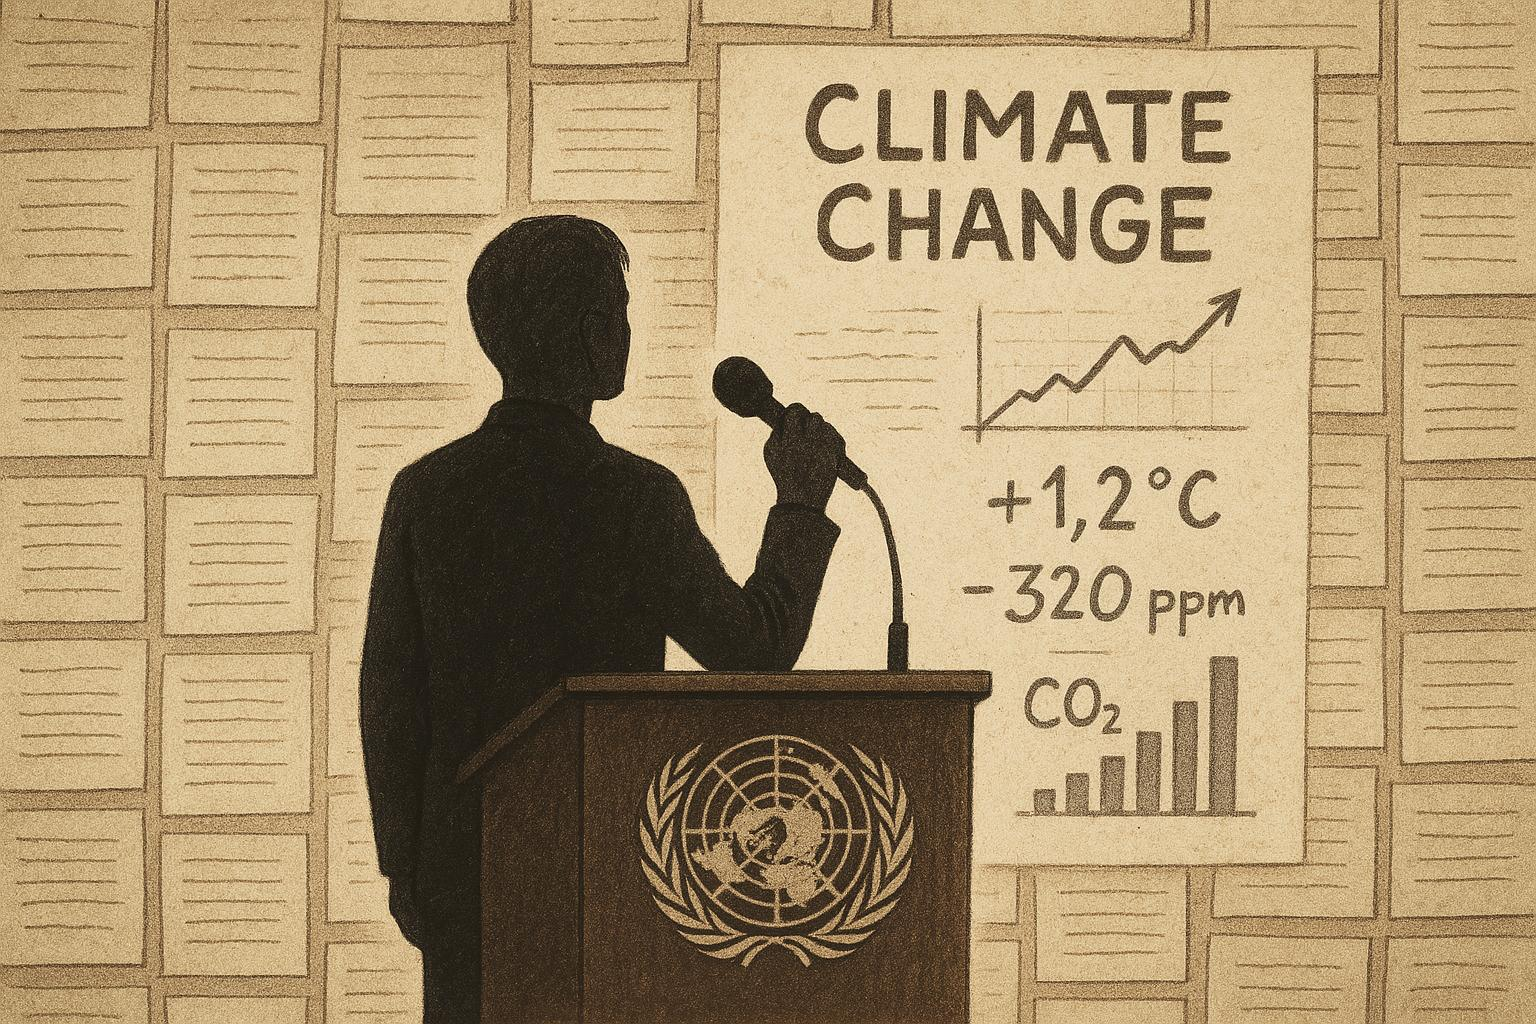 CLIMATE
CHANGE
+1,2°C
-320 ppm
CO₂